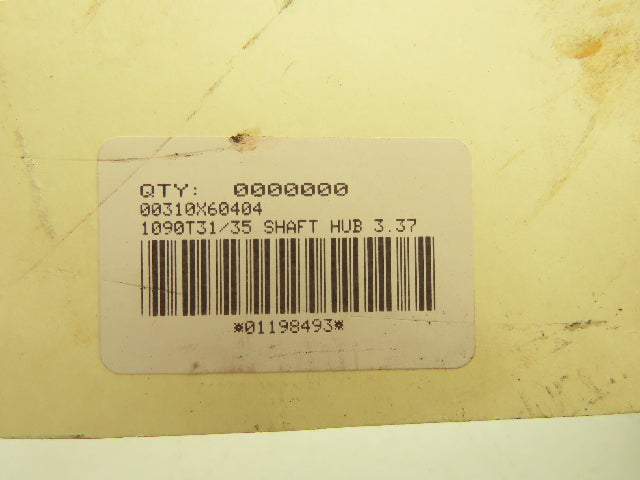 QTY: 0000000
00310X60404
1090T31/35 SHAFT HUB 3.37
*01198493*